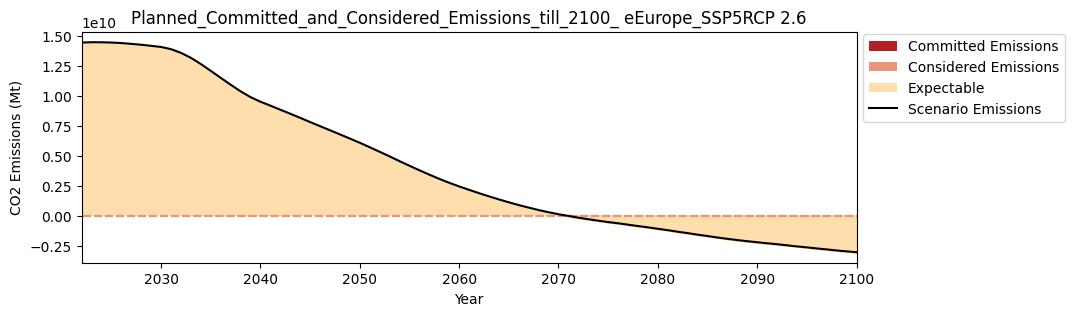 Planned_Committed_and_Considered_Emissions_till_2100_ eEurope_SSP5RCP 2.6
1e10
1.50
1.25
1.00
0.75
0.50
0.25
0.00
−0.25
CO2 Emissions (Mt)
2030 2040 2050 2060 2070 2080 2090 2100
Year
Committed Emissions
Considered Emissions
Expectable
Scenario Emissions